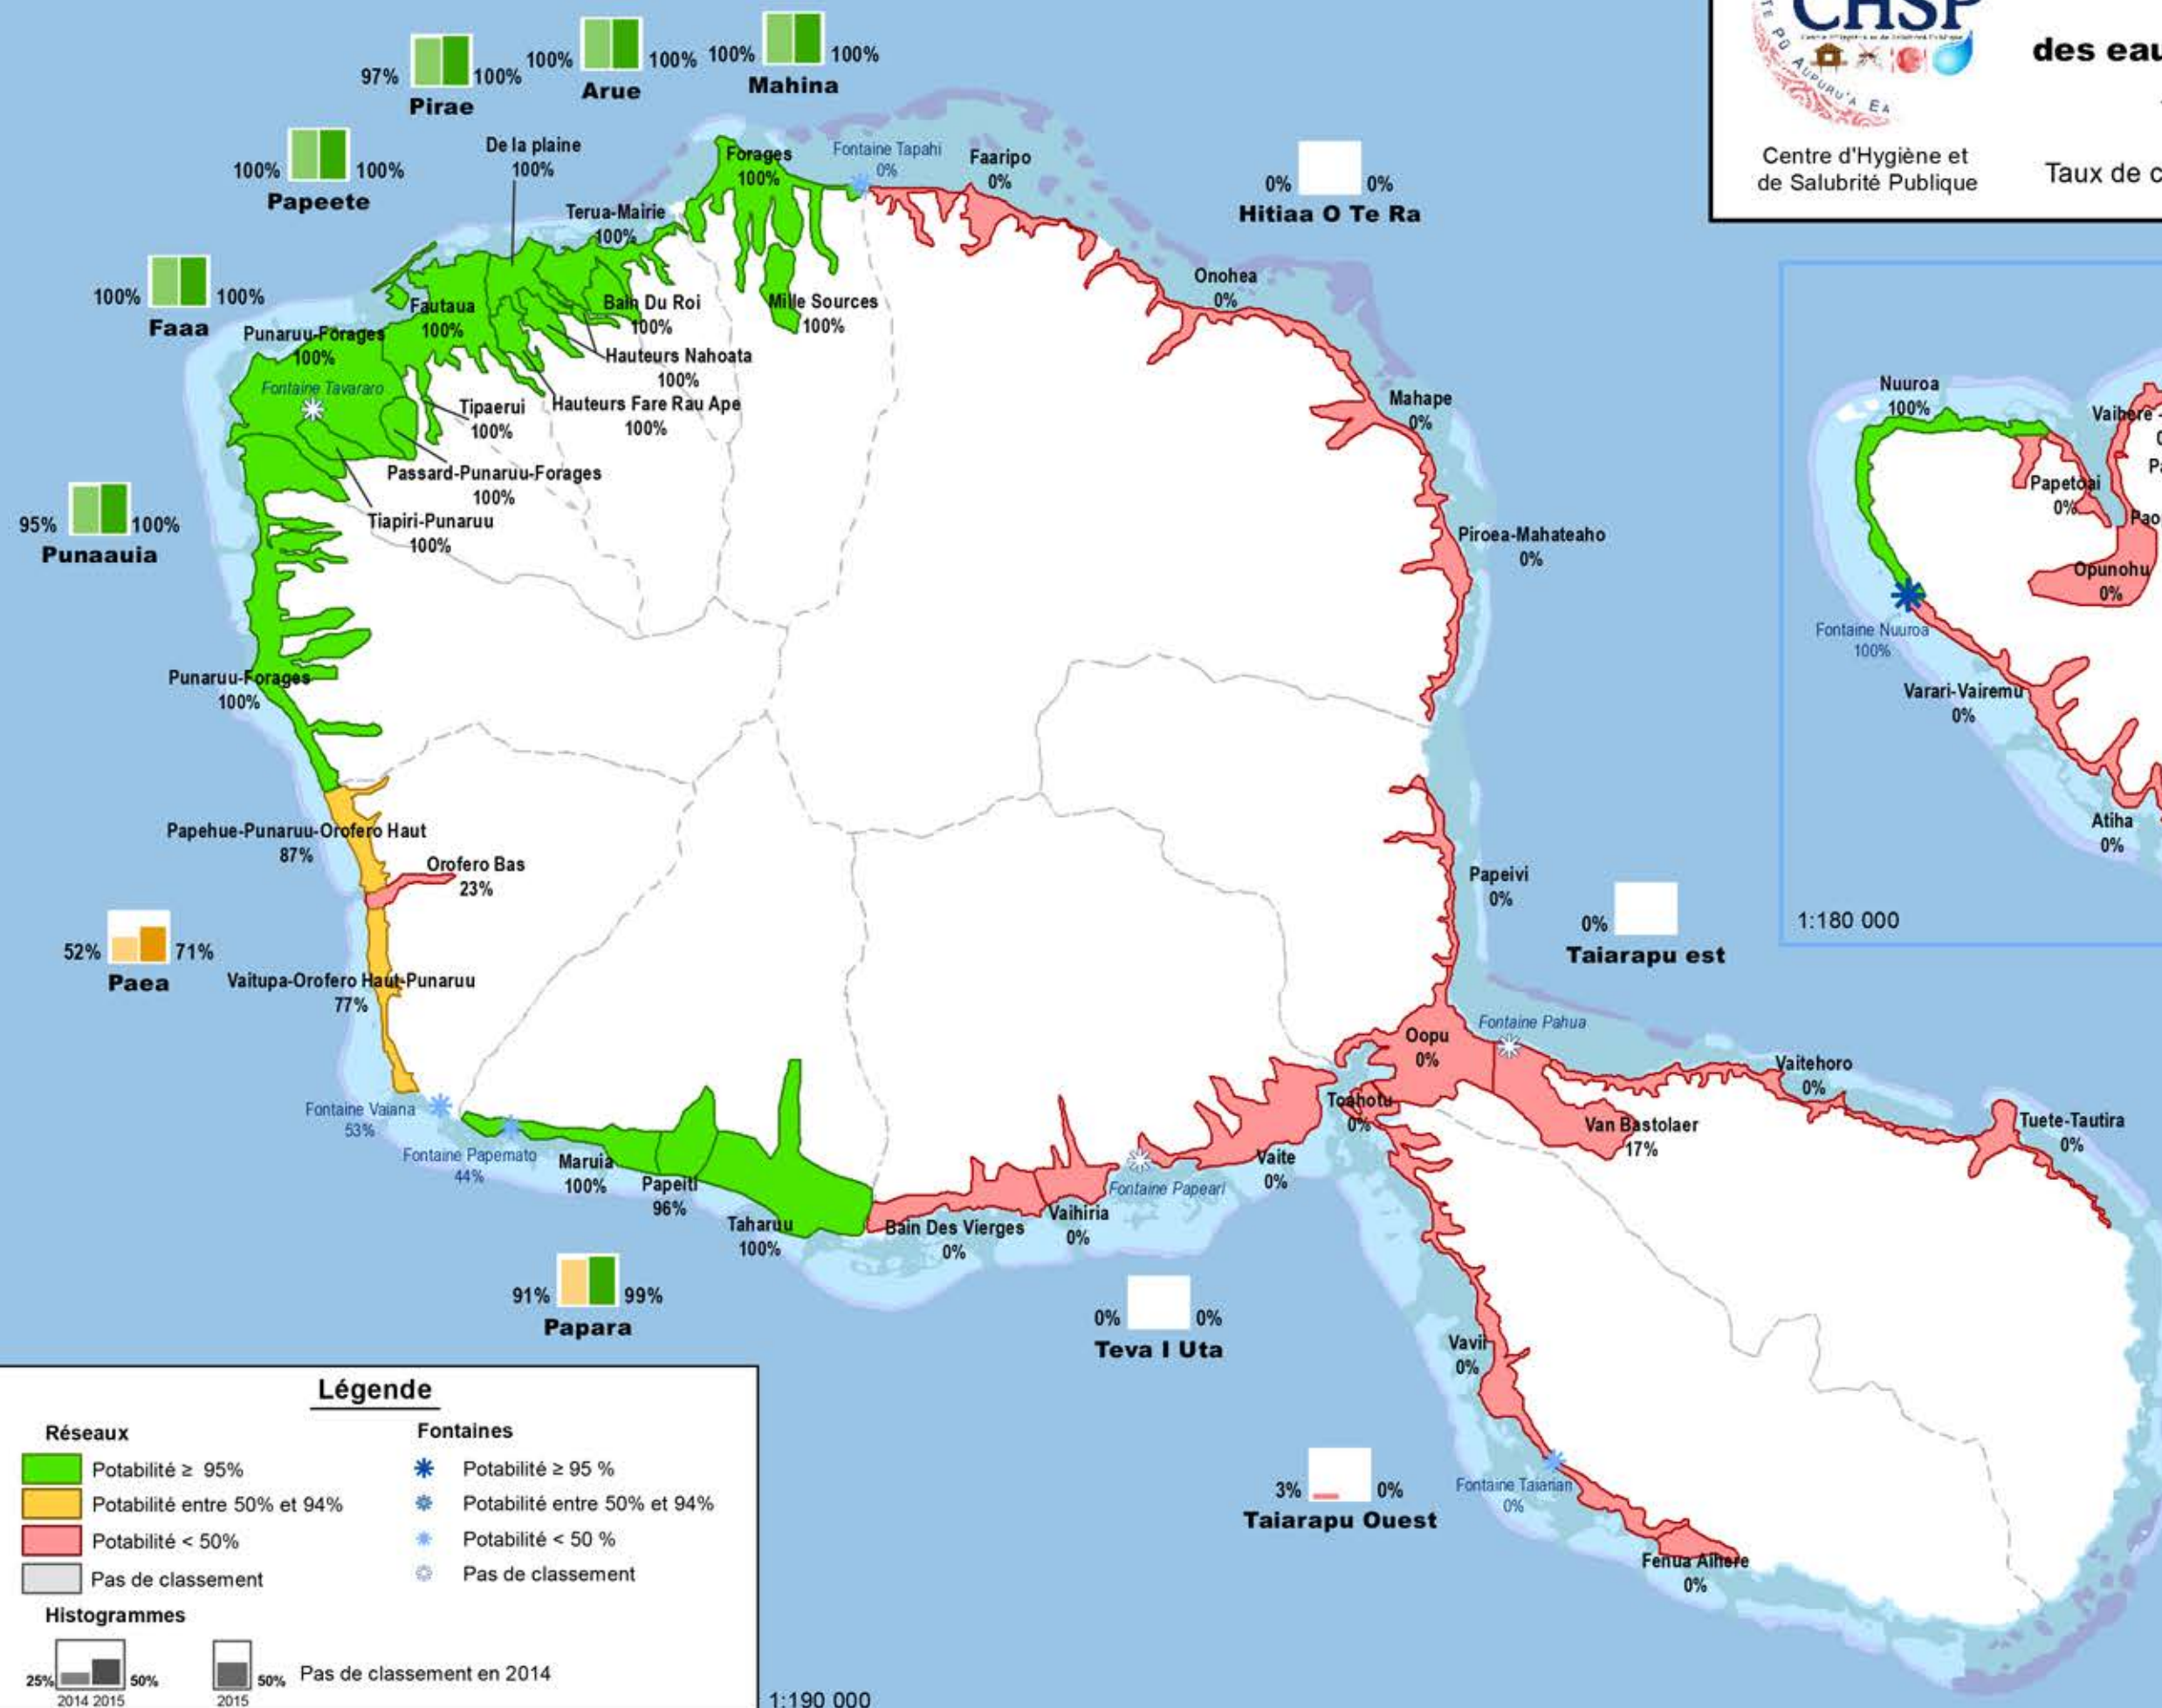 97%
100%
Pirae
100%
100%
Arue
100%
100%
Mahina
100%
100%
Papeete
De la plaine
100%
Forages
100%
Fontaine Tapahi
0%
Faaripo
0%
0%
0%
Hitiaa O Te Ra
CHSP
TE PŪ AUPURU'A EA
Centre d'Hygiène et
de Salubrité Publique
des eau
Taux de c
Terua-Mairie
100%
100%
100%
Faaa
Punaruu-Forages
100%
Fautaua
100%
Bain Du Roi
100%
Mille Sources
100%
Onohea
0%
Hauteurs Nahoata
100%
Fontaine Tavararo
Tipaerui
100%
Hauteurs Fare Rau Ape
100%
Mahape
0%
Passard-Punaruu-Forages
100%
Tiapiri-Punaruu
100%
95%
100%
Punaauia
Piroea-Mahateaho
0%
Nuuroa
100%
Vaihere -
Papetoai
0%
Opunohu
0%
Fontaine Nuuroa
100%
Varari-Vairemu
0%
Atiha
0%
1:180 000
Punaruu-Forages
100%
Papehue-Punaruu-Orofero Haut
87%
Orofero Bas
23%
52%
71%
Paea
Vaitupa-Orofero Haut-Punaruu
77%
Papeivi
0%
0%
Taiarapu est
Oopu
0%
Fontaine Pahua
Vaitehoro
0%
Toahotu
0%
Van Bastolaer
17%
Tuete-Tautira
0%
Fontaine Vaiana
53%
Fontaine Papemato
44%
Maruia
100%
Papeiti
96%
Taharuu
100%
Bain Des Vierges
0%
Vaihiria
0%
Fontaine Papeari
Vaite
0%
91%
99%
Papara
0%
0%
Teva I Uta
Vavii
0%
3%
0%
Taiarapu Ouest
Fontaine Taiarian
0%
Fenua Aihere
0%
Légende
Réseaux
Potabilité ≥ 95%
Potabilité entre 50% et 94%
Potabilité < 50%
Pas de classement
Fontaines
Potabilité ≥ 95 %
Potabilité entre 50% et 94%
Potabilité < 50 %
Pas de classement
Histogrammes
25%
50%
2014 2015
50%
2015
Pas de classement en 2014
1:190 000